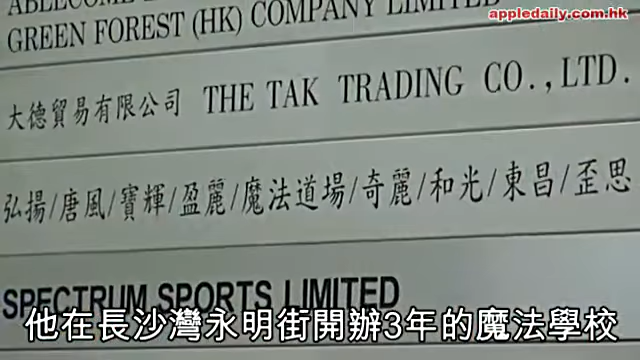 appledaily.com.hk
GREEN FOREST (HK) COMPANY LIMITED
大德貿易有限公司 THE TAK TRADING CO.,LTD.
弘揚/唐風/寶輝/盈麗/魔法道場/奇麗/和光/東昌/歪思
SPECTRUM SPORTS LIMITED
他在長沙灣永明街開辦3年的魔法學校